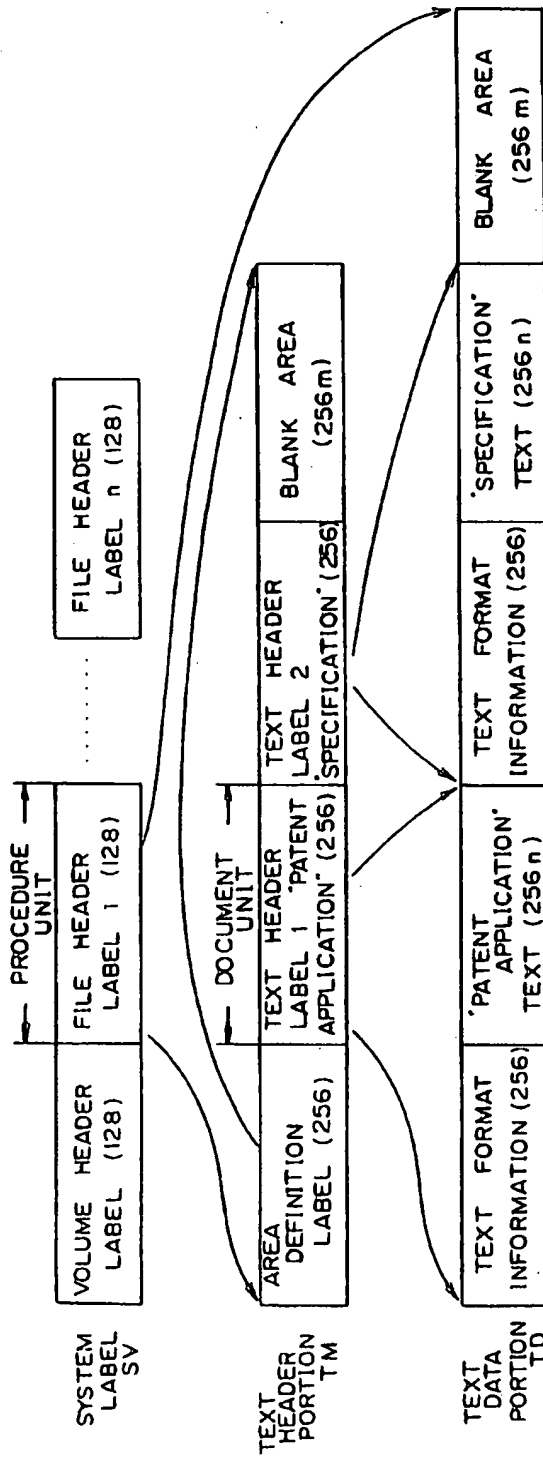 SYSTEM
LABEL
SV
VOLUME HEADER
LABEL (128)
PROCEDURE
UNIT
FILE HEADER
LABEL 1 (128)
FILE HEADER
LABEL n (128)
TEXT
HEADER
PORTION
TM
AREA
DEFINITION
LABEL (256)
DOCUMENT
UNIT
TEXT HEADER
LABEL 1 "PATENT
APPLICATION" (256)
TEXT HEADER
LABEL 2
"SPECIFICATION" (256)
BLANK AREA
(256m)
TEXT
DATA
PORTION
TD
TEXT FORMAT
INFORMATION (256)
"PATENT
APPLICATION"
TEXT (256n)
TEXT FORMAT
INFORMATION (256)
"SPECIFICATION"
TEXT (256n)
BLANK AREA
(256m)